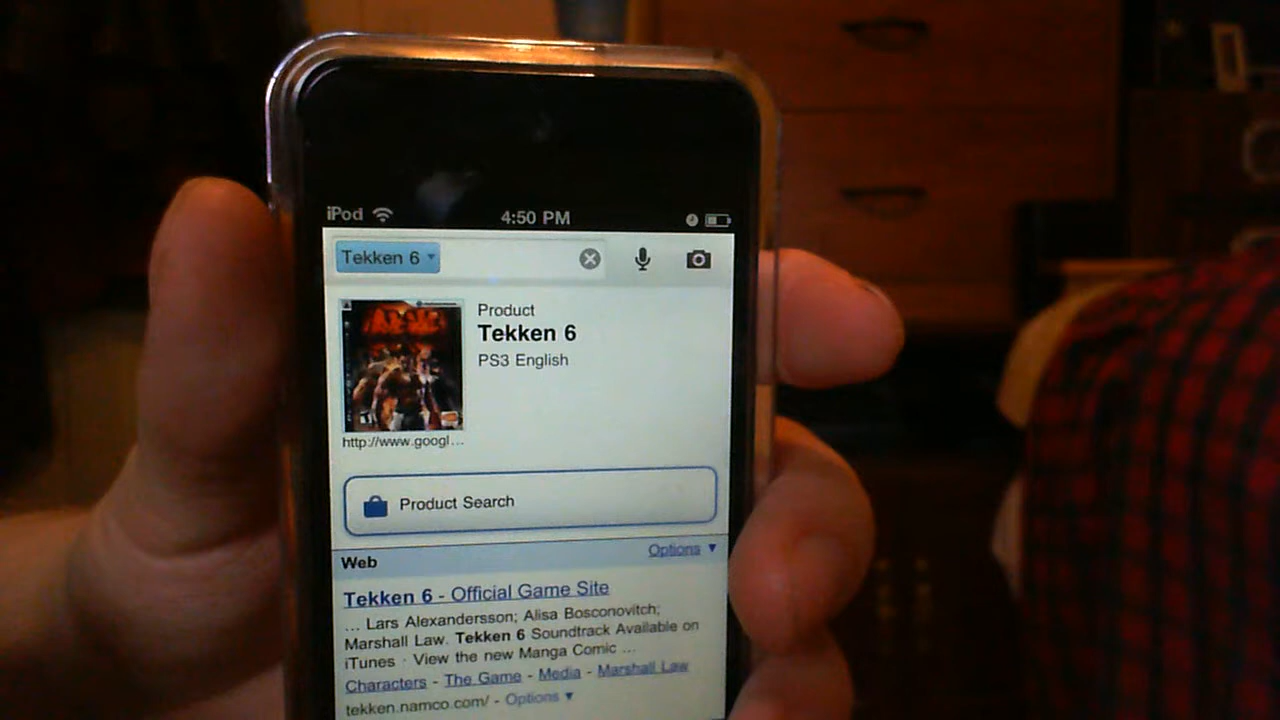 iPod 4:50 PM
Tekken 6
Product
Tekken 6
PS3 English
http://www.googl...
Product Search
Web Options ▼
Tekken 6 - Official Game Site
... Lars Alexandersson; Alisa Bosconovitch;
Marshall Law. Tekken 6 Soundtrack Available on
iTunes · View the new Manga Comic ...
Characters - The Game - Media - Marshall Law
tekken.namco.com/ - Options ▼